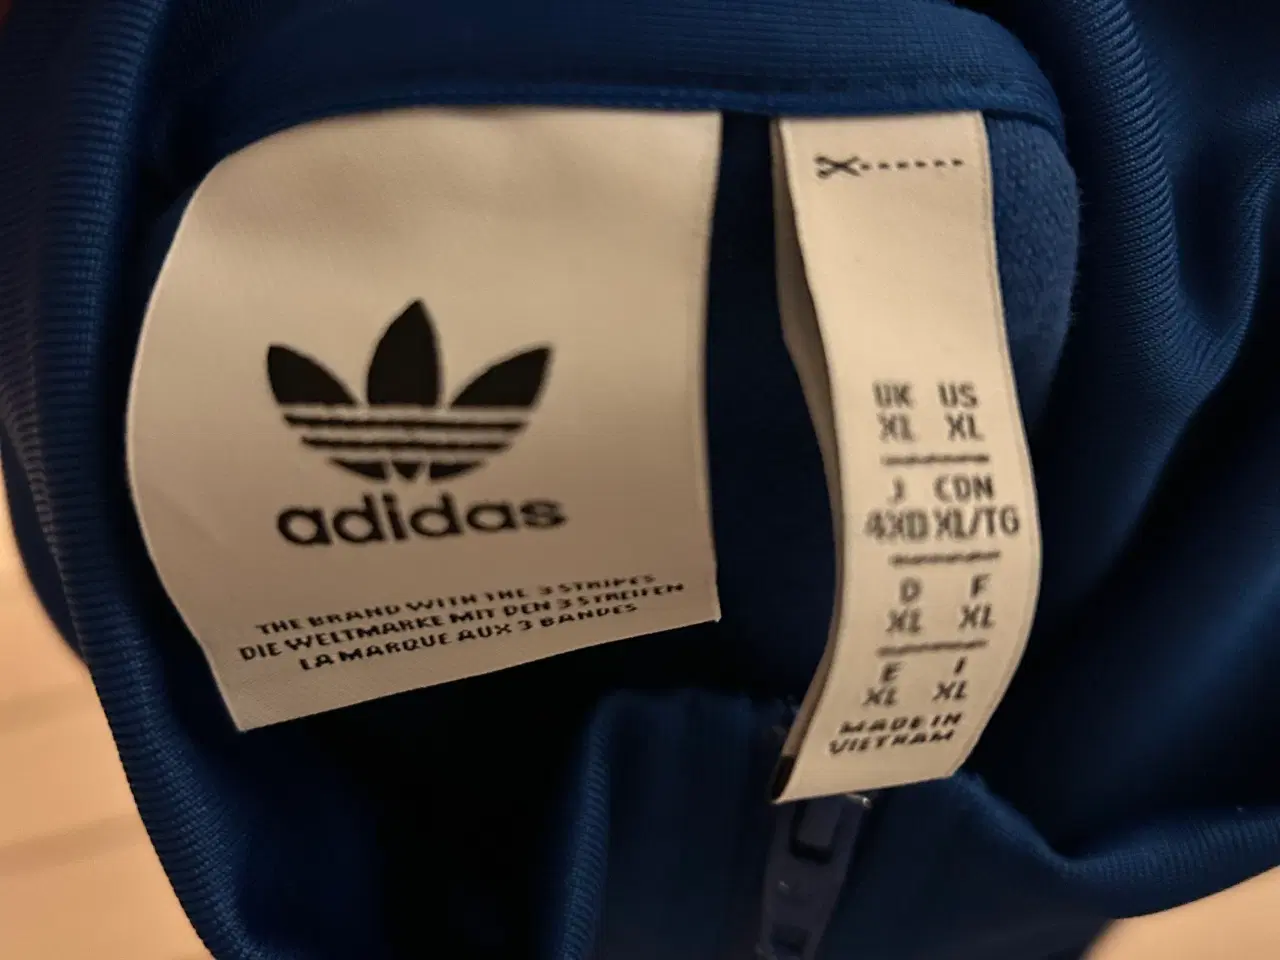 adidas
THE BRAND WITH THE 3 STRIPES
DIE WELTMARKE MIT DEN 3 STREIFEN
LA MARQUE AUX 3 BANDES
UK US
XL XL
J CDN
4XO XL/TG
D F
XL XL
E I
XL XL
MADE IN
VIETNAM